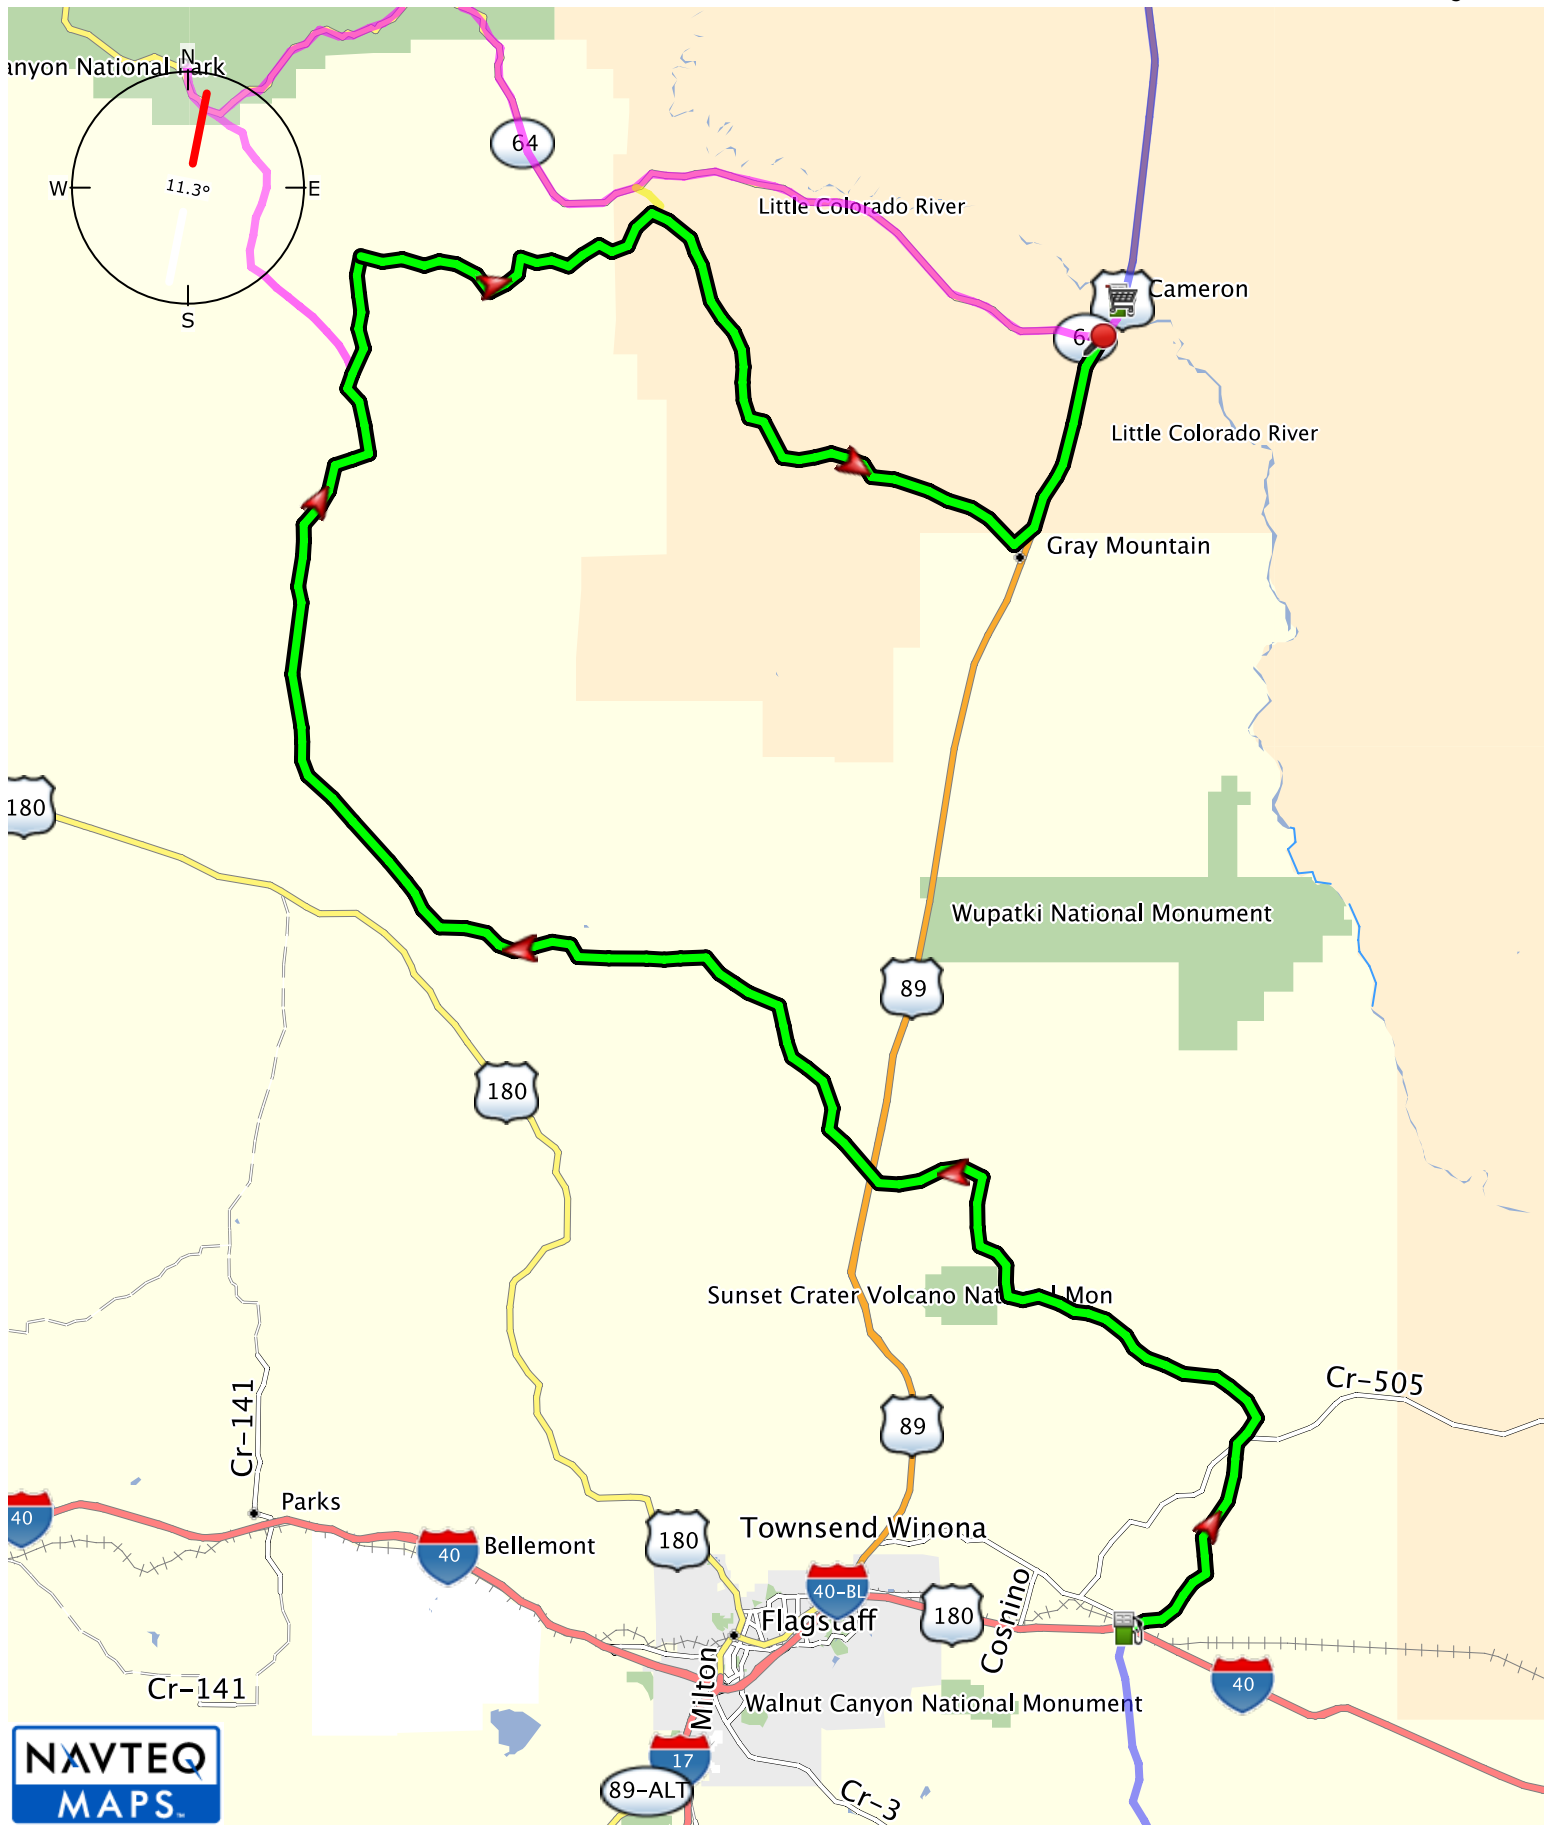 anyon National Park
N
W
E
S
11.3°
64
Little Colorado River
Cameron
Little Colorado River
Gray Mountain
180
Wupatki National Monument
89
180
Sunset Crater Volcano Nat Mon
Cr-505
89
Cr-141
Parks
40
40
Bellemont
180
Townsend Winona
40-BL
Flagstaff
180
Cosnino
40
Milton
Walnut Canyon National Monument
Cr-141
17
89-ALT
Cr-3
NAVTEQ
MAPS